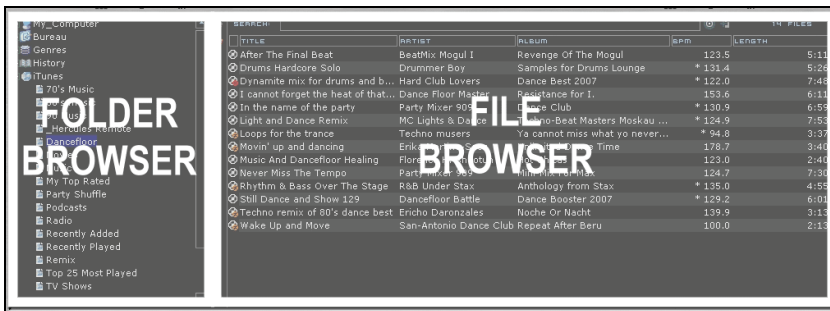 My_Computer
Bureau
Genres
History
iTunes
70's Music
_Hercules Remote
Dancefloor
My Top Rated
Party Shuffle
Podcasts
Radio
Recently Added
Recently Played
Remix
Top 25 Most Played
TV Shows
FOLDER
BROWSER
SEARCH: 14 FILES
TITLE ARTIST ALBUM BPM LENGTH
After The Final Beat BeatMix Mogul I Revenge Of The Mogul 123.5 5:11
Drums Hardcore Solo Drummer Boy Samples for Drums Lounge * 131.4 5:26
Dynamite mix for drums and b... Hard Club Lovers Dance Best 2007 * 122.0 7:48
I cannot forget the heat of that... Dance Floor Master Resistance for I. 153.6 6:11
In the name of the party Party Mixer 909 Dance Club * 130.9 6:59
Light and Dance Remix MC Lights & Dance Techno-Beat Masters Moskau ... * 124.9 7:53
Loops for the trance Techno musers Ya cannot miss what yo never... * 94.8 3:37
Movin' up and dancing Time 178.7 3:40
Music And Dancefloor Healing 123.0 2:40
Never Miss The Tempo Party Mixer 909 Mini Mix For Max 124.7 7:30
Rhythm & Bass Over The Stage R&B Under Stax Anthology from Stax * 135.0 4:55
Still Dance and Show 129 Dancefloor Battle Dance Booster 2007 * 129.2 6:01
Techno remix of 80's dance best Ericho Daronzales Noche Or Nacht 139.9 3:13
Wake Up and Move San-Antonio Dance Club Repeat After Beru 100.0 2:13
FILE
BROWSER